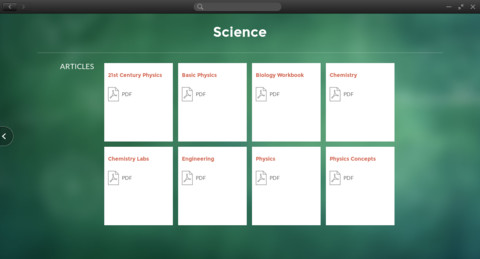 Science
ARTICLES
21st Century Physics
PDF
Basic Physics
PDF
Biology Workbook
PDF
Chemistry
PDF
Chemistry Labs
PDF
Engineering
PDF
Physics
PDF
Physics Concepts
PDF